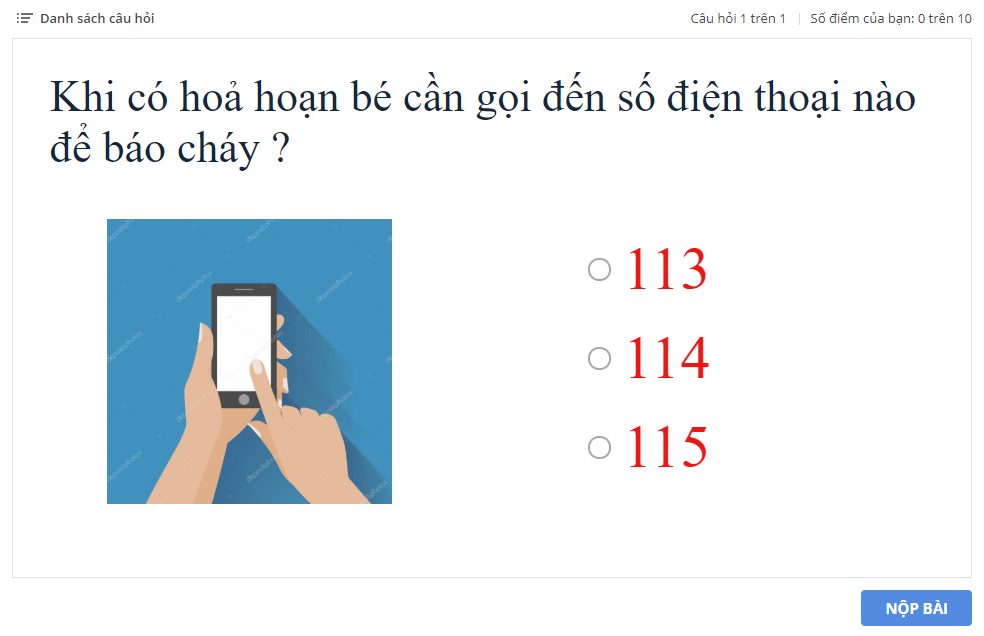 Danh sách câu hỏi
Câu hỏi 1 trên 1 | Số điểm của bạn: 0 trên 10
Khi có hoả hoạn bé cần gọi đến số điện thoại nào
để báo cháy ?
113
114
115
NỘP BÀI